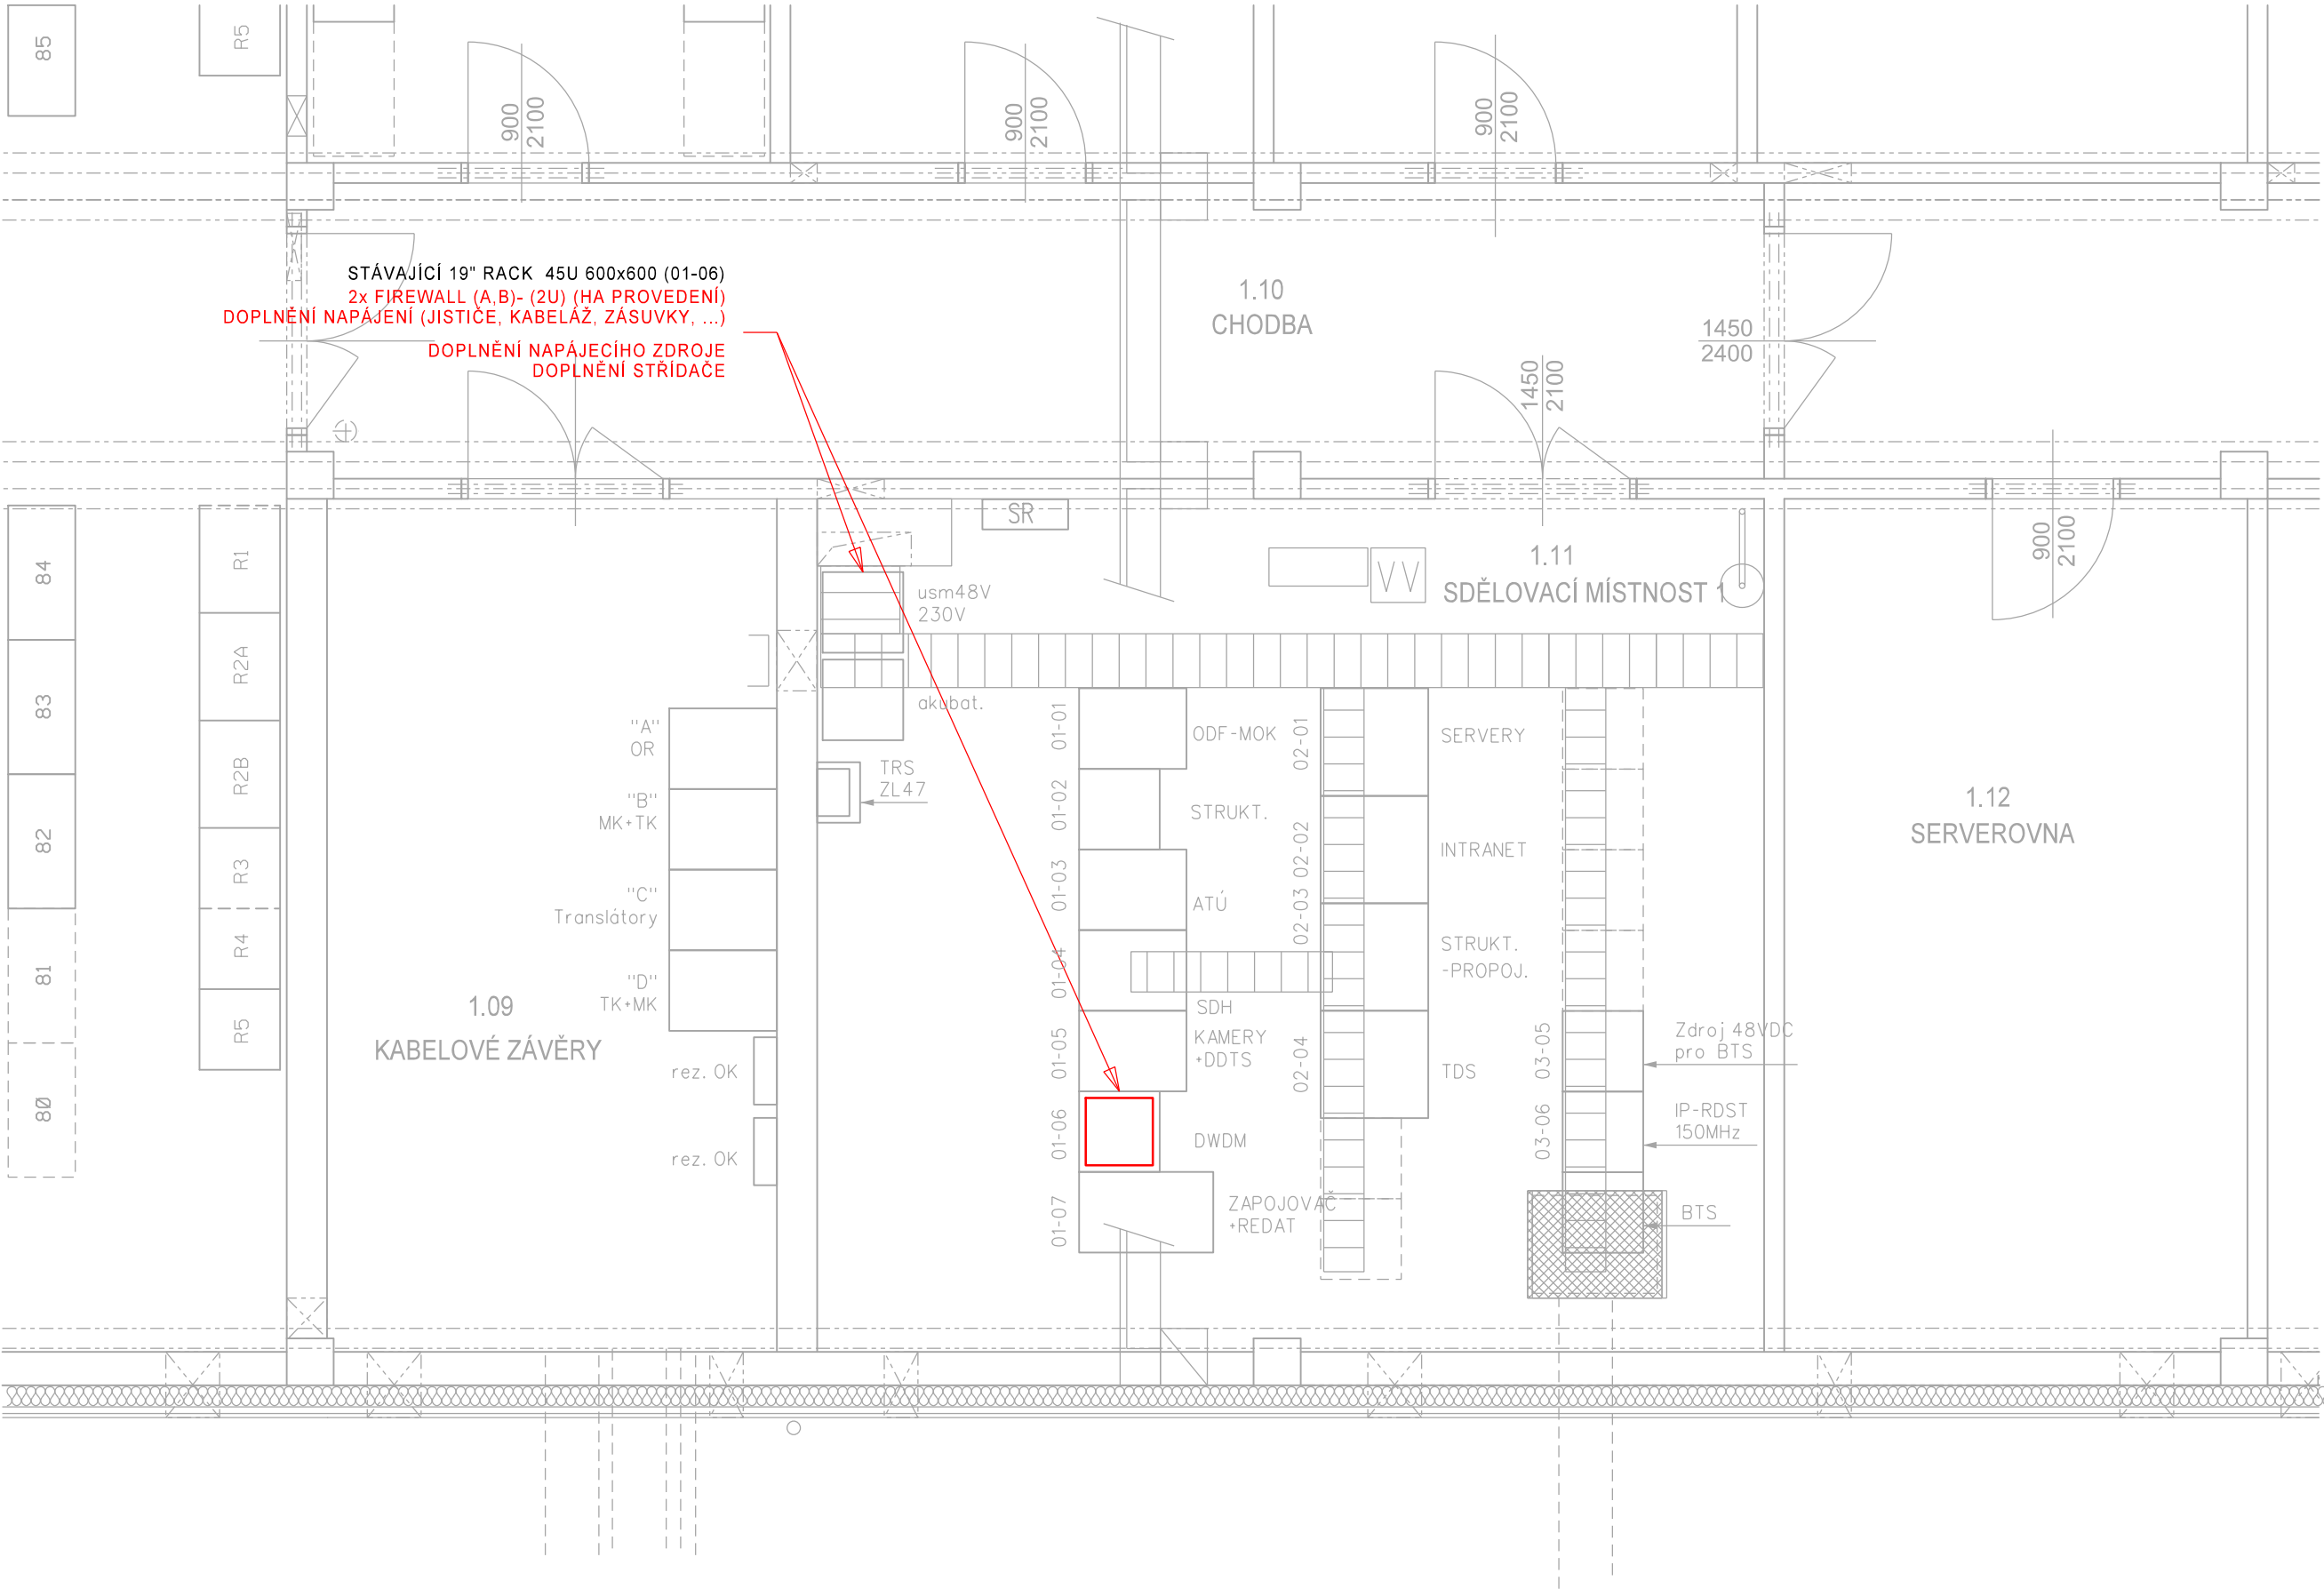 85
R5
900
2100
900
2100
900
2100
STÁVAJÍCÍ 19" RACK  45U 600x600 (01-06)
2x FIREWALL (A,B)- (2U) (HA PROVEDENÍ)
DOPLNĚNÍ NAPÁJENÍ (JISTIČE, KABELÁŽ, ZÁSUVKY, ...)
DOPLNĚNÍ NAPÁJECÍHO ZDROJE
DOPLNĚNÍ STŘÍDAČE
1.10
CHODBA
1450
2400
1450
2100
900
2100
SR
1.11
SDĚLOVACÍ MÍSTNOST 1
usm48V
230V
akubat.
TRS
ZL47
84
83
82
81
80
R1
R2A
R2B
R3
R4
R5
"A"
OR
"B"
MK+TK
"C"
Translátory
"D"
TK+MK
rez. OK
rez. OK
1.09
KABELOVÉ ZÁVĚRY
01-01
ODF-MOK
01-02
STRUKT.
01-03
ATÚ
01-04
SDH
01-05
KAMERY
+DDTS
01-06
DWDM
01-07
ZAPOJOVAČ
+REDAT
02-01
SERVERY
02-02
INTRANET
02-03
STRUKT.
-PROPOJ.
02-04
TDS
03-05
Zdroj 48VDC
pro BTS
03-06
IP-RDST
150MHz
BTS
1.12
SERVEROVNA